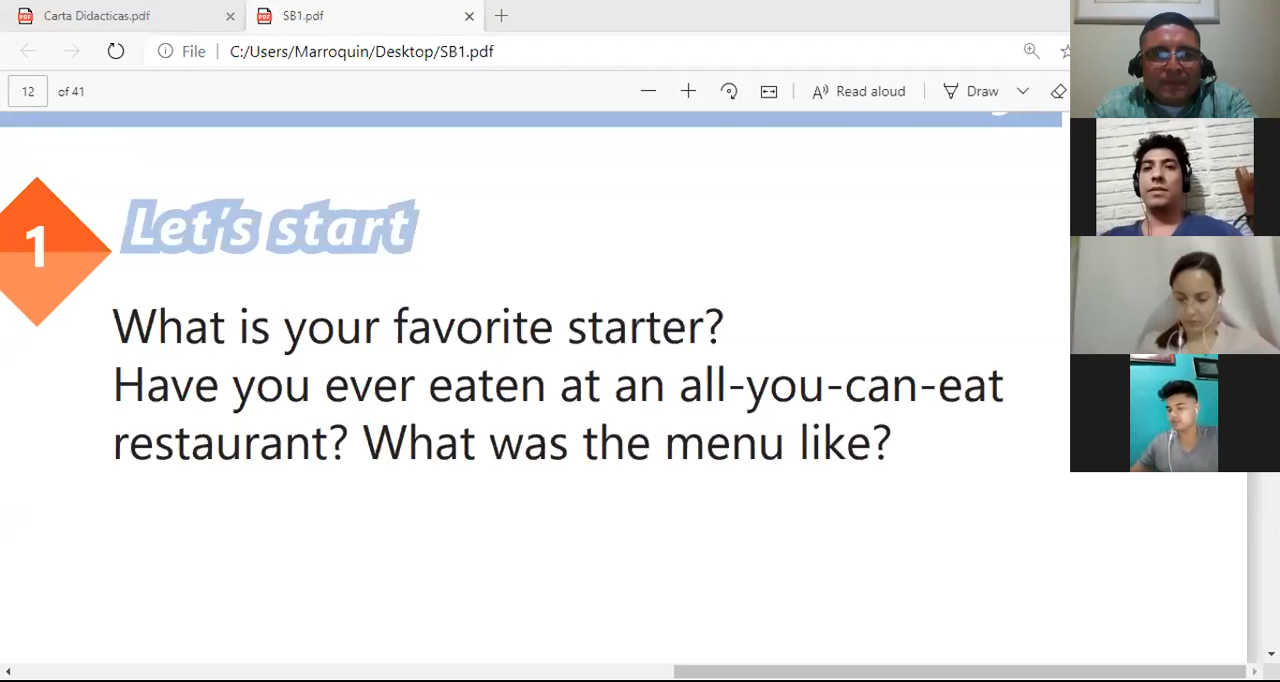 Carta Didacticas.pdf
SB1.pdf
File
C:/Users/Marroquin/Desktop/SB1.pdf
12 of 41
Read aloud
Draw
1
Let's start
What is your favorite starter?
Have you ever eaten at an all-you-can-eat
restaurant? What was the menu like?